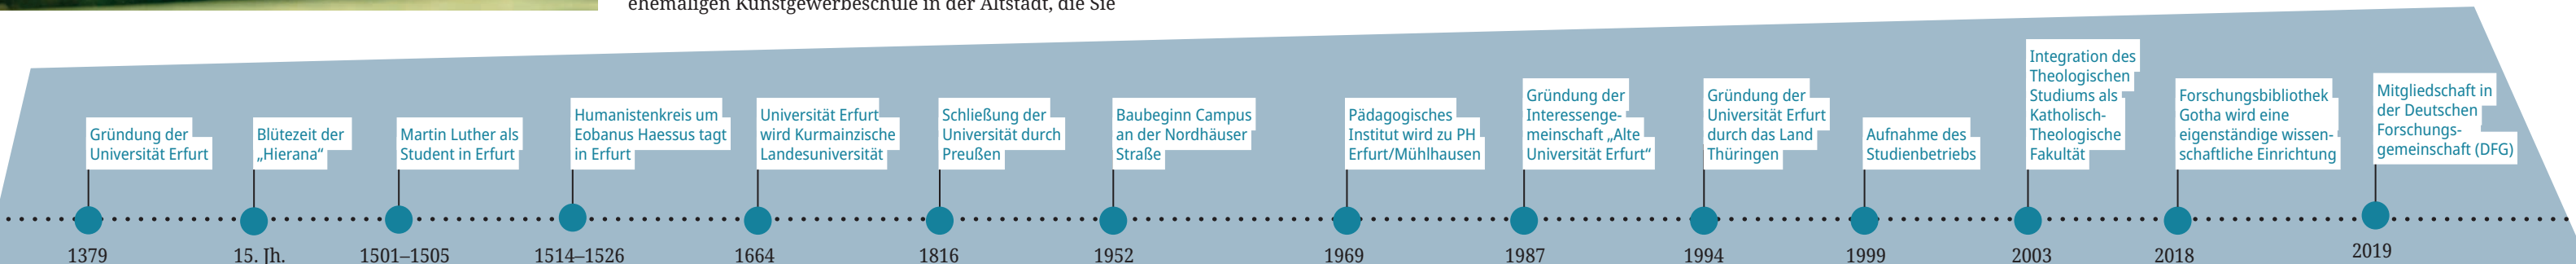 ehemaligen Kunstgewerbeschule in der Altstadt, die Sie
Gründung der
Universität Erfurt
1379
Blütezeit der
„Hierana“
15. Jh.
Martin Luther als
Student in Erfurt
1501–1505
Humanistenkreis um
Eobanus Haessus tagt
in Erfurt
1514–1526
Universität Erfurt
wird Kurmainzische
Landesuniversität
1664
Schließung der
Universität durch
Preußen
1816
Baubeginn Campus
an der Nordhäuser
Straße
1952
Pädagogisches
Institut wird zu PH
Erfurt/Mühlhausen
1969
Gründung der
Interessenge-
meinschaft „Alte
Universität Erfurt“
1987
Gründung der
Universität Erfurt
durch das Land
Thüringen
1994
Aufnahme des
Studienbetriebs
1999
Integration des
Theologischen
Studiums als
Katholisch-
Theologische
Fakultät
2003
Forschungsbibliothek
Gotha wird eine
eigenständige wissen-
schaftliche Einrichtung
2018
Mitgliedschaft in
der Deutschen
Forschungs-
gemeinschaft (DFG)
2019